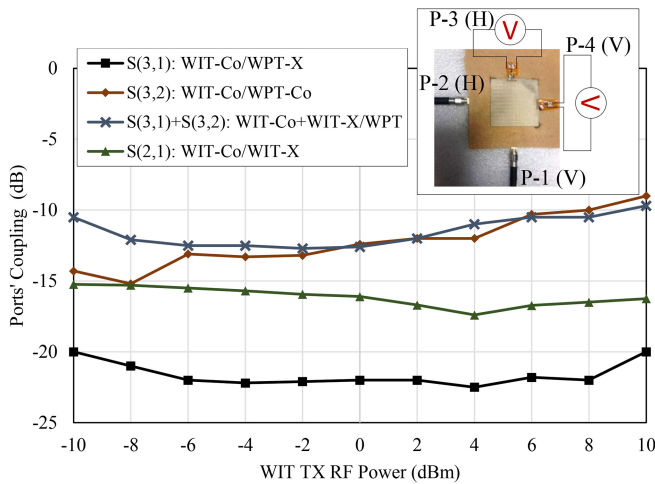 P-3 (H)
V
P-4 (V)
P-2 (H)
V
P-1 (V)
S(3,1): WIT-Co/WPT-X
S(3,2): WIT-Co/WPT-Co
S(3,1)+S(3,2): WIT-Co+WIT-X/WPT
S(2,1): WIT-Co/WIT-X
0
-5
-10
-15
-20
-25
Ports' Coupling (dB)
-10 -8 -6 -4 -2 0 2 4 6 8 10
WIT TX RF Power (dBm)